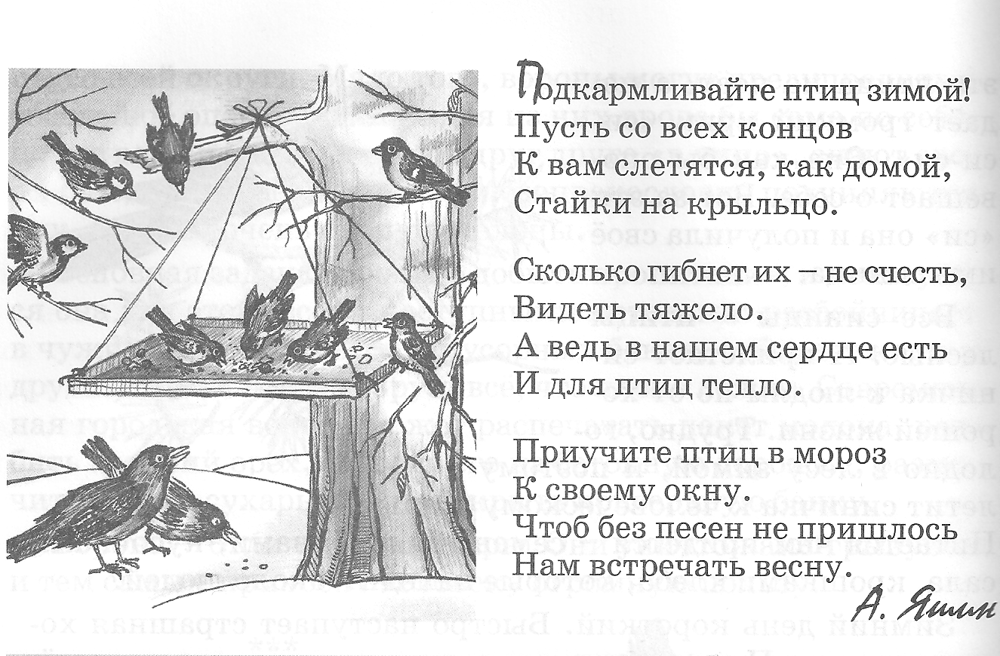 Подкармливайте птиц зимой!
Пусть со всех концов
К вам слетятся, как домой,
Стайки на крыльцо.
Сколько гибнет их – не счесть,
Видеть тяжело.
А ведь в нашем сердце есть
И для птиц тепло.
Приучите птиц в мороз
К своему окну.
Чтоб без песен не пришлось
Нам встречать весну.
А. Яшин